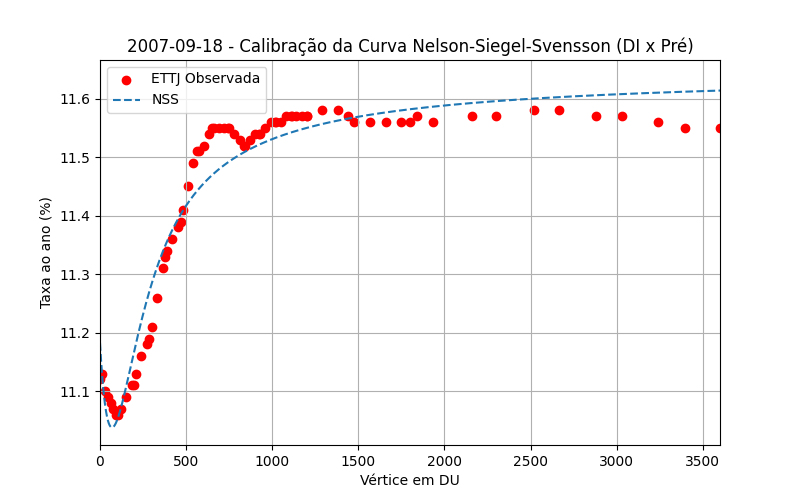 2007-09-18 - Calibração da Curva Nelson-Siegel-Svensson (DI x Pré)
ETTJ Observada
NSS
Taxa ao ano (%)
11.6
11.5
11.4
11.3
11.2
11.1
0 500 1000 1500 2000 2500 3000 3500
Vértice em DU